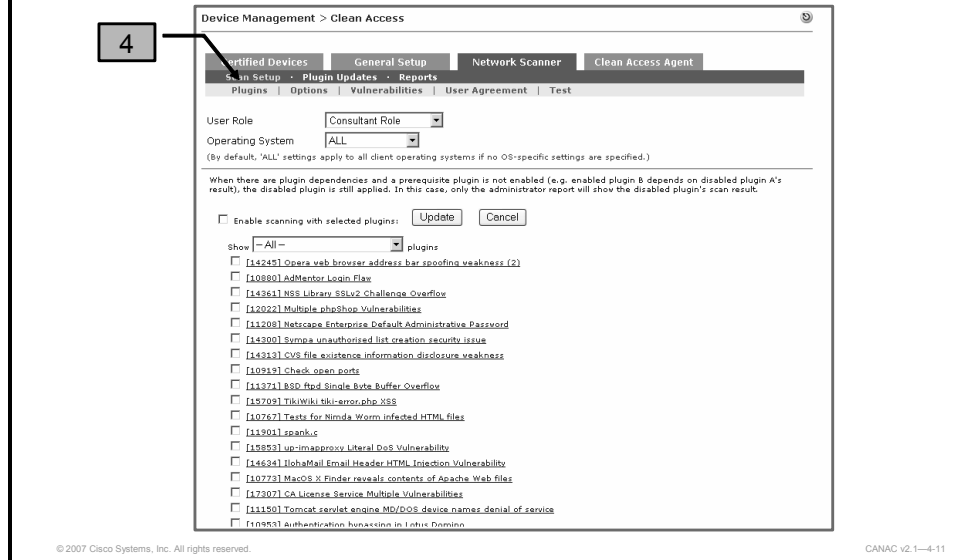 Device Management > Clean Access
4
Certified Devices General Setup Network Scanner Clean Access Agent
Scan Setup · Plugin Updates · Reports
Plugins | Options | Vulnerabilities | User Agreement | Test
User Role Consultant Role
Operating System ALL
(By default, 'ALL' settings apply to all client operating systems if no OS-specific settings are specified.)
When there are plugin dependencies and a prerequisite plugin is not enabled (e.g. enabled plugin B depends on disabled plugin A's
result), the disabled plugin is still applied. In this case, only the administrator report will show the disabled plugin's scan result.
Enable scanning with selected plugins: Update Cancel
Show -- All -- plugins
[14245] Opera web browser address bar spoofing weakness (2)
[10880] AdMentor Login Flaw
[14361] NSS Library SSLv2 Challenge Overflow
[12022] Multiple phpShop Vulnerabilities
[11208] Netscape Enterprise Default Administrative Password
[14300] Sympa unauthorised list creation security issue
[14313] CVS file existence information disclosure weakness
[10919] Check open ports
[11371] BSD ftpd Single Byte Buffer Overflow
[15709] TikiWiki tiki-error.php XSS
[10767] Tests for Nimda Worm infected HTML files
[11901] spank.c
[15853] up-imapproxy Literal DoS Vulnerability
[14634] IlohaMail Email Header HTML Injection Vulnerability
[10773] MacOS X Finder reveals contents of Apache Web files
[17307] CA License Service Multiple Vulnerabilities
[11150] Tomcat servlet engine MD/DOS device names denial of service
[10953] Authentication bypassing in Lotus Domino
© 2007 Cisco Systems, Inc. All rights reserved.
CANAC v2.1—4-11